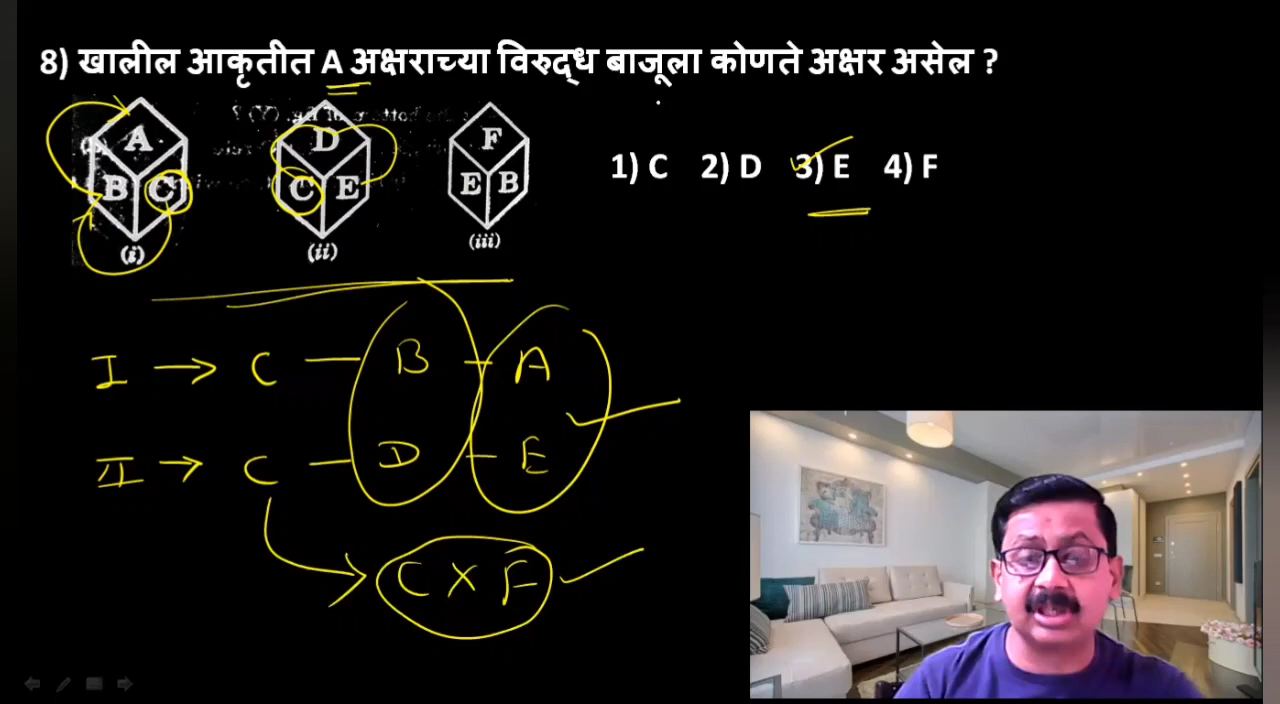 8) खालील आकृतीत A अक्षराच्या विरुद्ध बाजूला कोणते अक्षर असेल ?
A
B C
(i)
D
C E
(ii)
F
E B
(iii)
1) C 2) D 3) E 4) F
I → C — B — A
II → C — D — E
C X F